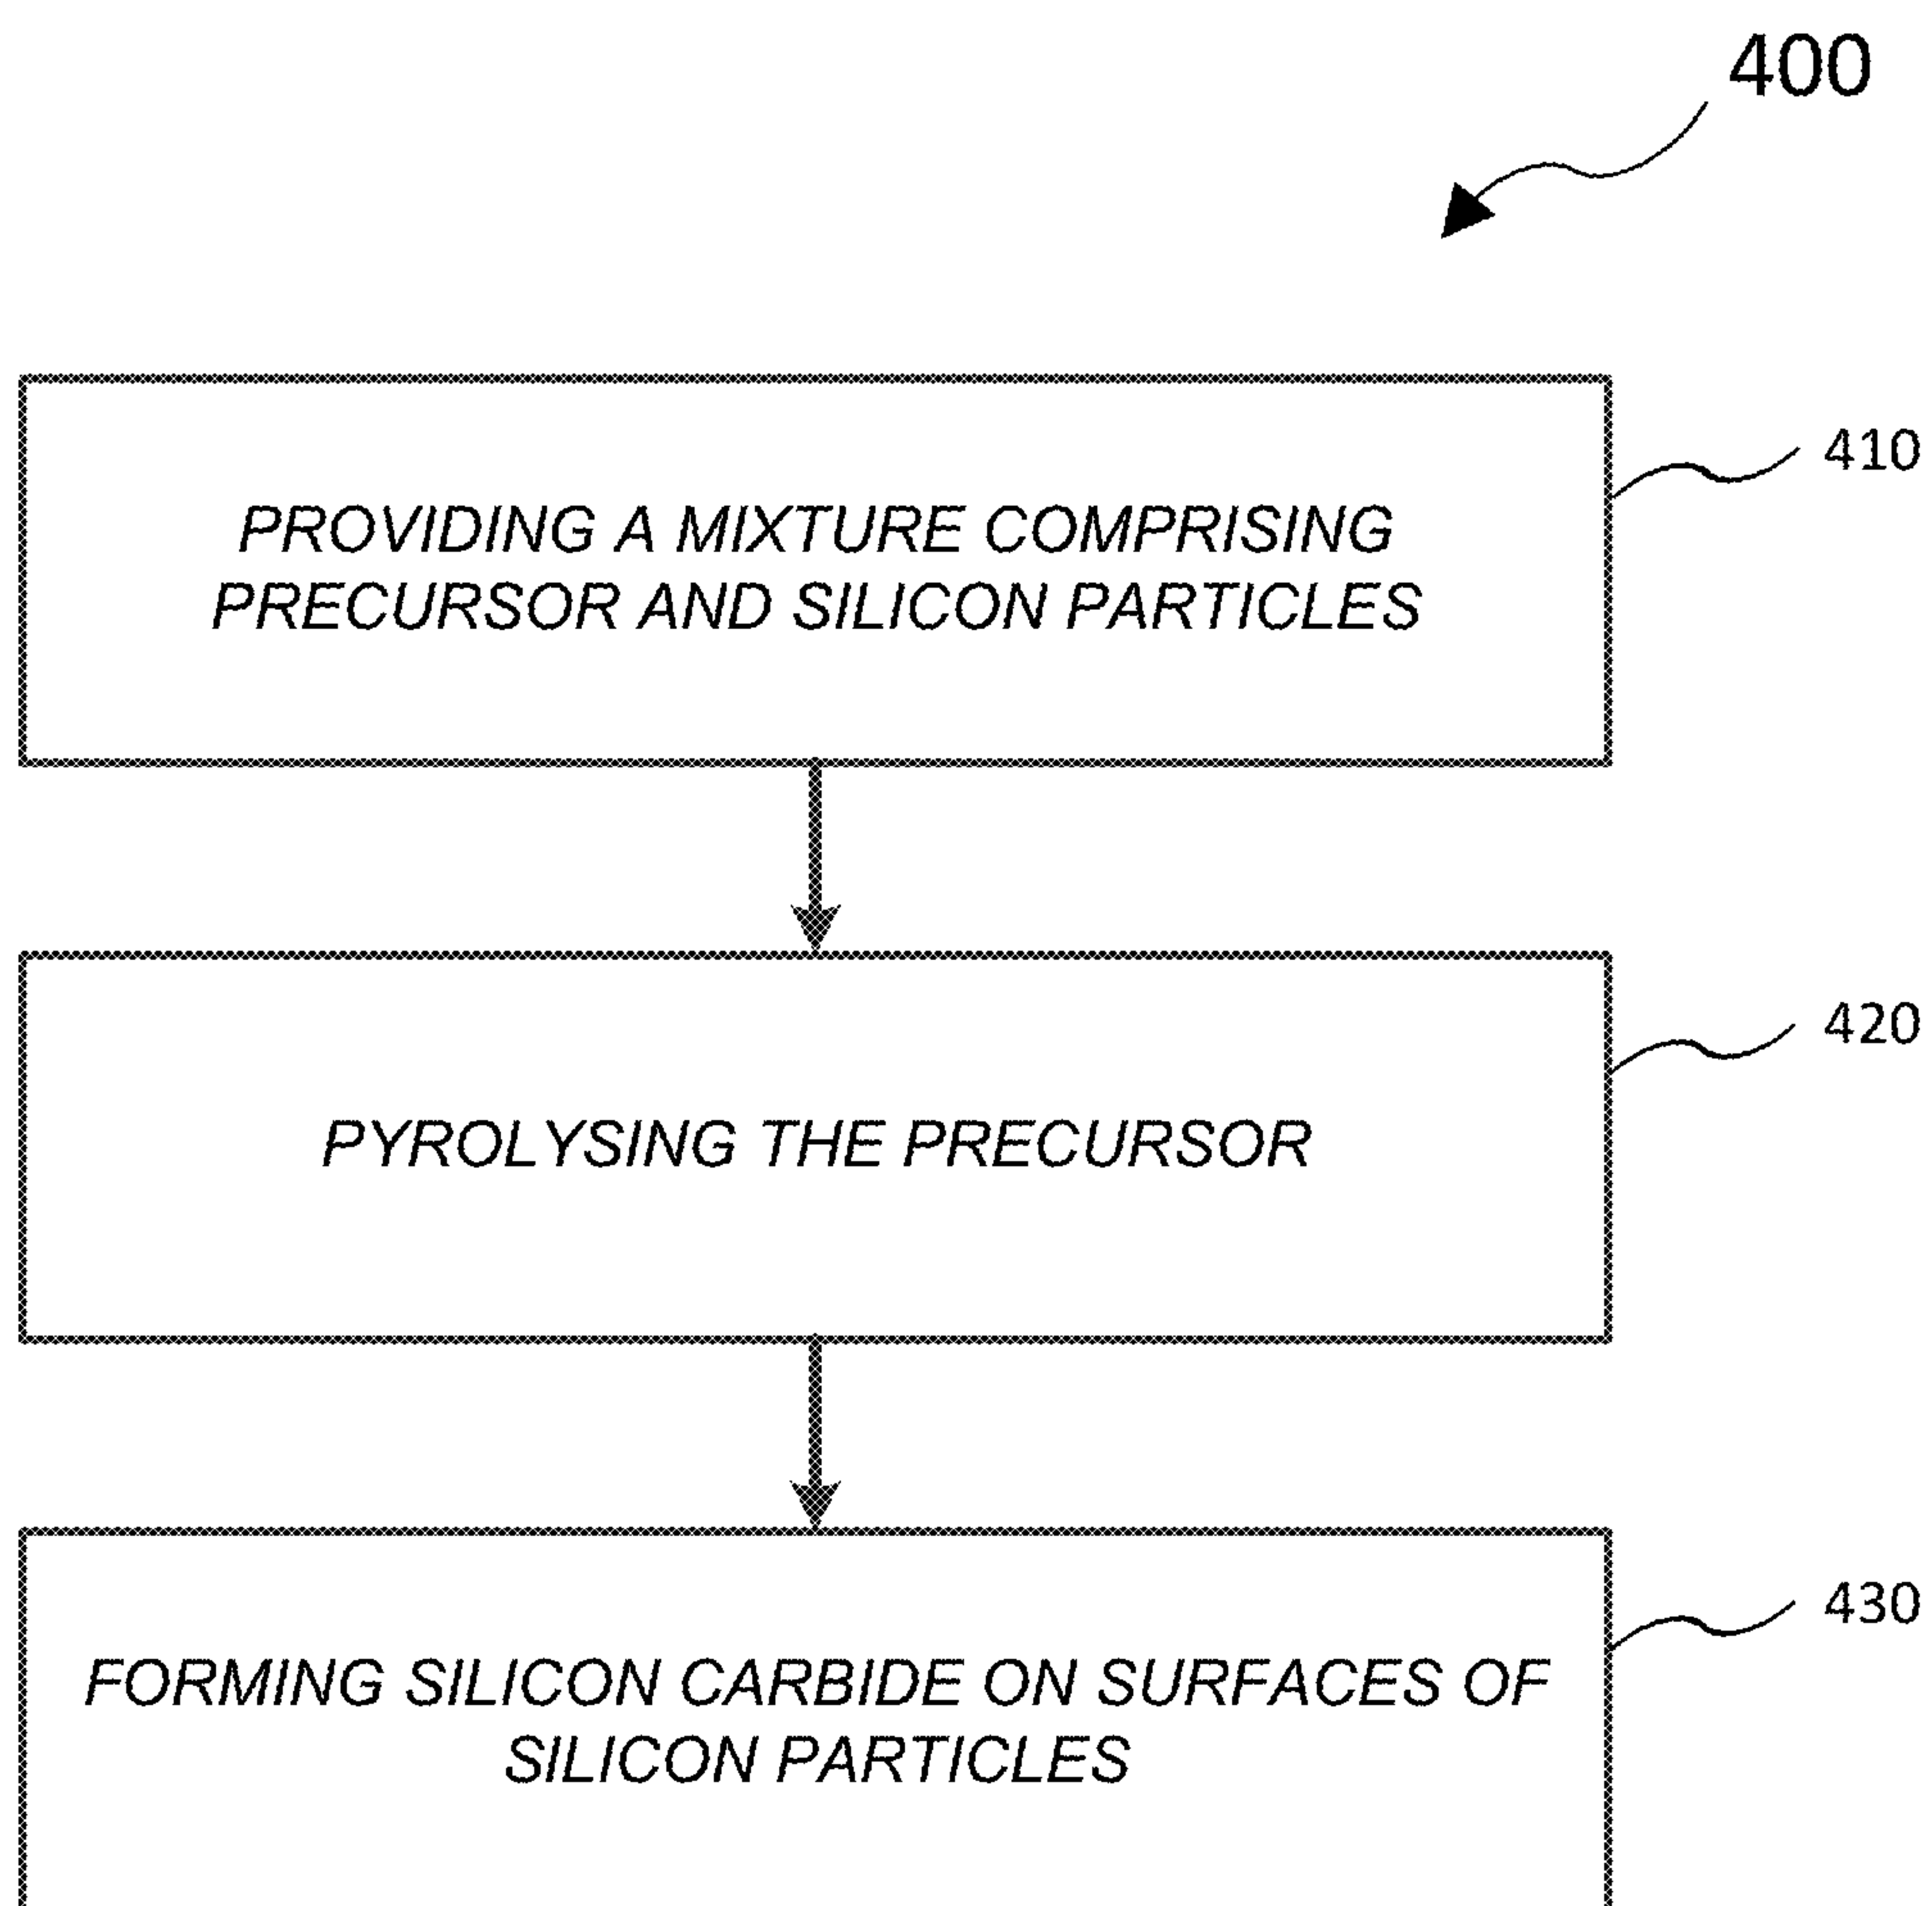 400
410
PROVIDING A MIXTURE COMPRISING
PRECURSOR AND SILICON PARTICLES
420
PYROLYSING THE PRECURSOR
430
FORMING SILICON CARBIDE ON SURFACES OF
SILICON PARTICLES